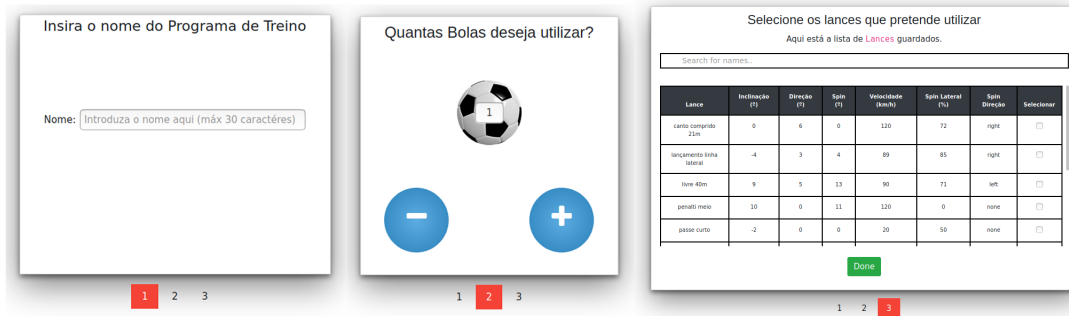 Insira o nome do Programa de Treino
Nome: Introduza o nome aqui (máx 30 caractéres)
1 2 3
Quantas Bolas deseja utilizar?
1
1 2 3
Selecione os lances que pretende utilizar
Aqui está a lista de Lances guardados.
Search for names..
Lance Inclinação (º) Direção (º) Spin (º) Velocidade (km/h) Spin Lateral (%) Spin Direção Selecionar
canto comprido 21m 0 6 0 120 72 right
lançamento linha lateral -4 3 4 89 85 right
livre 40m 9 5 13 90 71 left
penalti meio 10 0 11 120 0 none
passe curto -2 0 0 20 50 none
Done
1 2 3